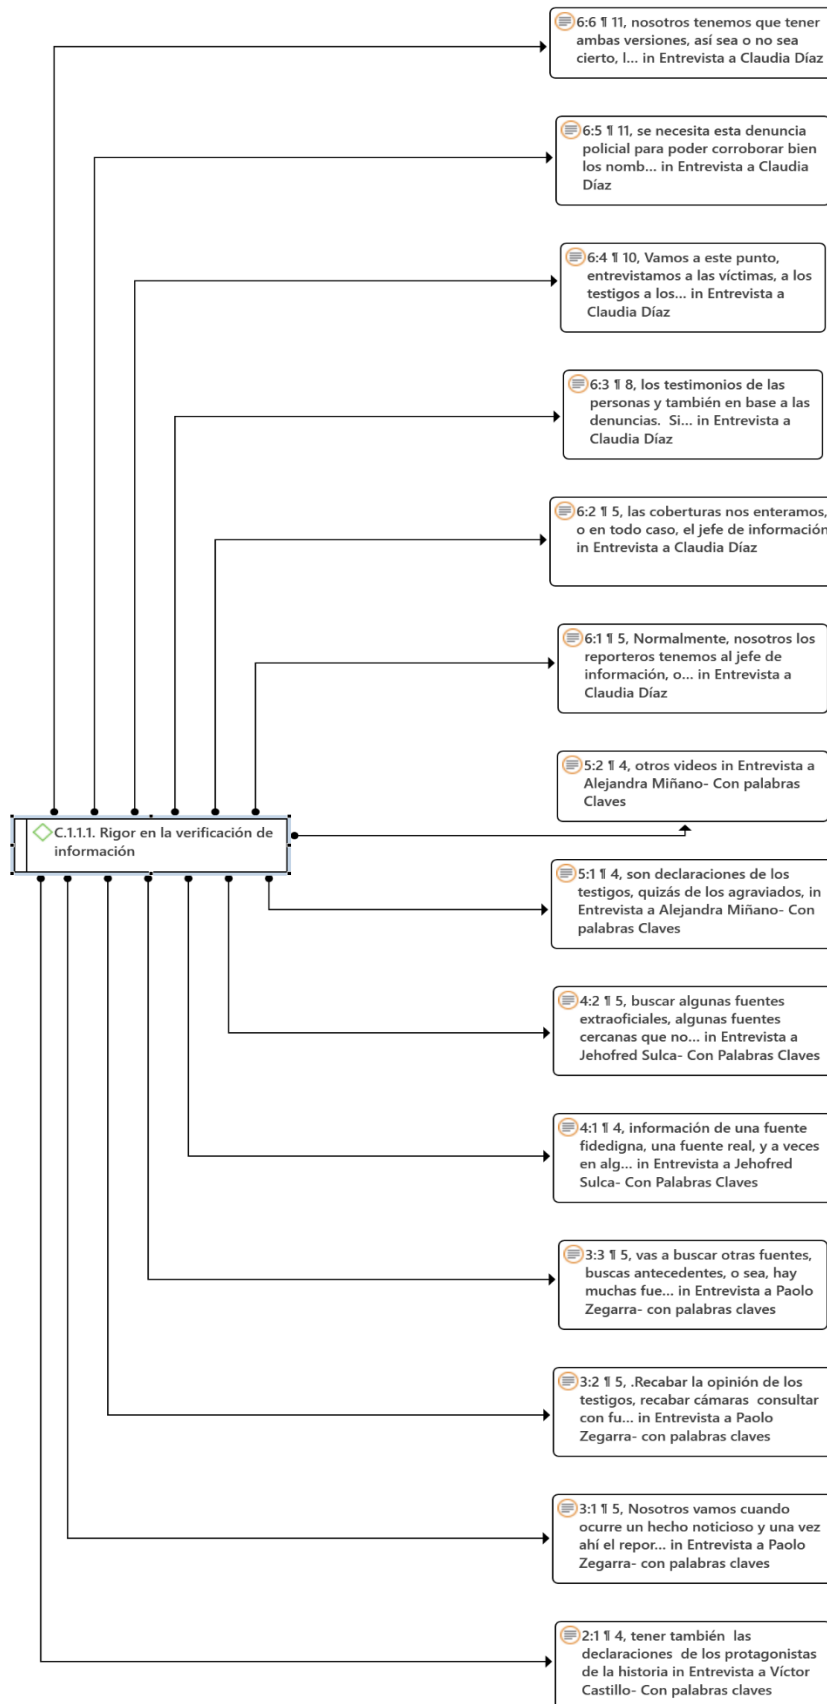 6:6 ¶ 11, nosotros tenemos que tener
ambas versiones, así sea o no sea
cierto, l... in Entrevista a Claudia Díaz
6:5 ¶ 11, se necesita esta denuncia
policial para poder corroborar bien
los nomb... in Entrevista a Claudia
Díaz
6:4 ¶ 10, Vamos a este punto,
entrevistamos a las víctimas, a los
testigos a los... in Entrevista a
Claudia Díaz
6:3 ¶ 8, los testimonios de las
personas y también en base a las
denuncias. Si... in Entrevista a
Claudia Díaz
6:2 ¶ 5, las coberturas nos enteramos,
o en todo caso, el jefe de información
in Entrevista a Claudia Díaz
6:1 ¶ 5, Normalmente, nosotros los
reporteros tenemos al jefe de
información, o... in Entrevista a
Claudia Díaz
5:2 ¶ 4, otros videos in Entrevista a
Alejandra Miñano- Con palabras
Claves
C.1.1.1. Rigor en la verificación de
información
5:1 ¶ 4, son declaraciones de los
testigos, quizás de los agraviados, in
Entrevista a Alejandra Miñano- Con
palabras Claves
4:2 ¶ 5, buscar algunas fuentes
extraoficiales, algunas fuentes
cercanas que no... in Entrevista a
Jehofred Sulca- Con Palabras Claves
4:1 ¶ 4, información de una fuente
fidedigna, una fuente real, y a veces
en alg... in Entrevista a Jehofred
Sulca- Con Palabras Claves
3:3 ¶ 5, vas a buscar otras fuentes,
buscas antecedentes, o sea, hay
muchas fue... in Entrevista a Paolo
Zegarra- con palabras claves
3:2 ¶ 5, .Recabar la opinión de los
testigos, recabar cámaras consultar
con fu... in Entrevista a Paolo
Zegarra- con palabras claves
3:1 ¶ 5, Nosotros vamos cuando
ocurre un hecho noticioso y una vez
ahí el repor... in Entrevista a Paolo
Zegarra- con palabras claves
2:1 ¶ 4, tener también las
declaraciones de los protagonistas
de la historia in Entrevista a Víctor
Castillo- Con palabras claves